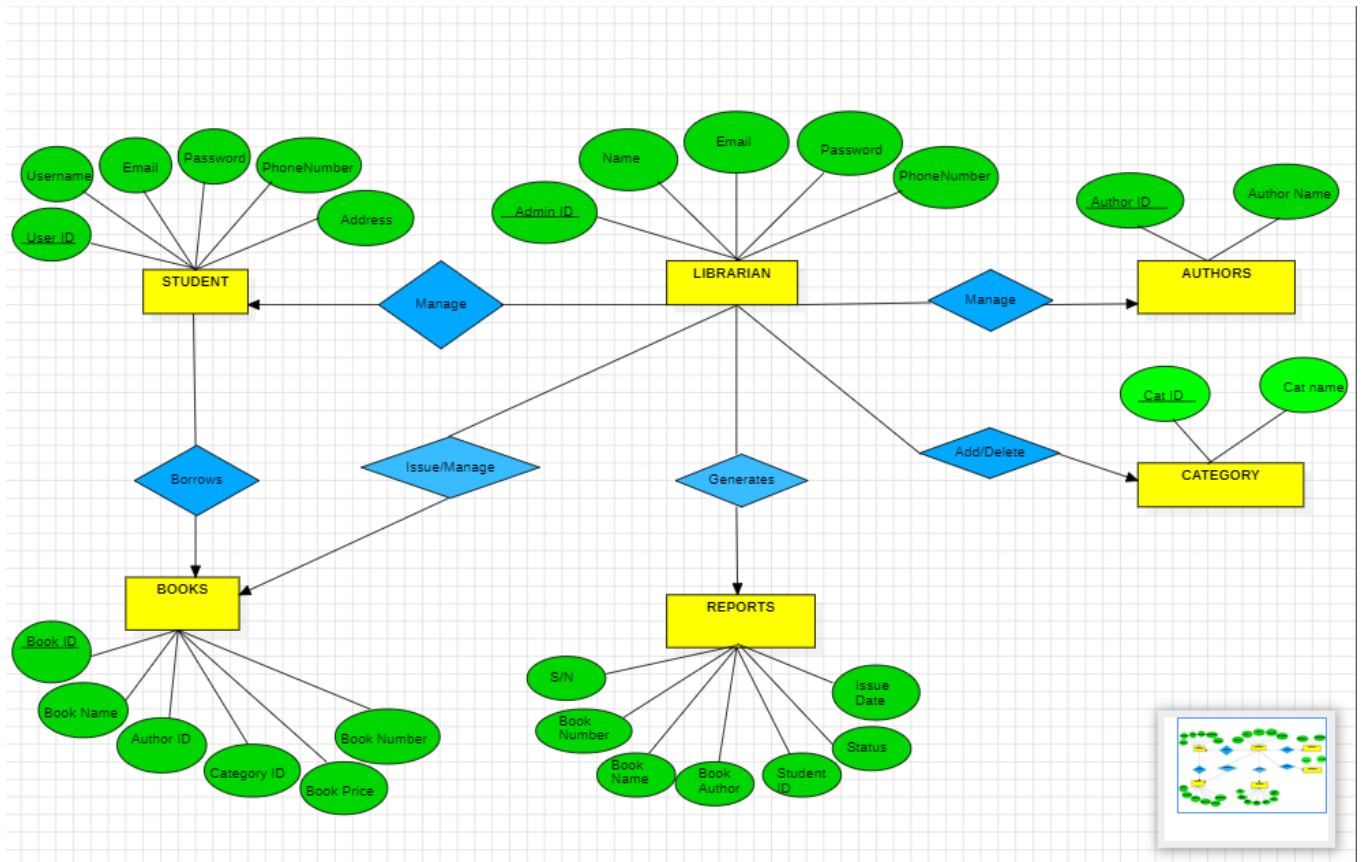 Username
Email
Password
PhoneNumber
User ID
Address
STUDENT
Name
Email
Password
PhoneNumber
Admin ID
LIBRARIAN
Author ID
Author Name
AUTHORS
Manage
Manage
Cat ID
Cat name
CATEGORY
Borrows
Issue/Manage
Generates
Add/Delete
BOOKS
Book ID
Book Name
Author ID
Category ID
Book Price
Book Number
REPORTS
S/N
Book
Number
Book
Name
Book
Author
Student
ID
Status
Issue
Date